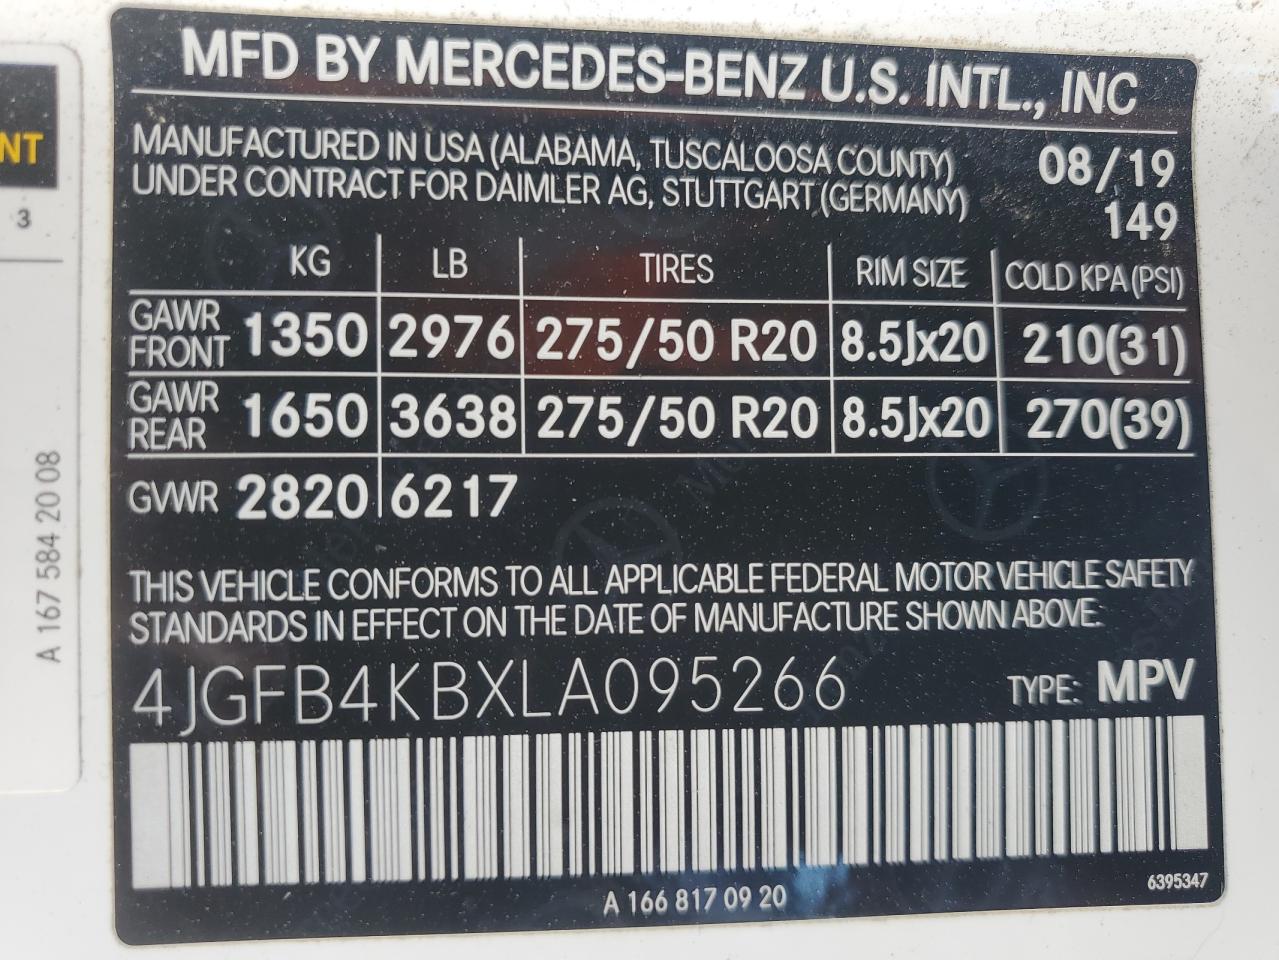 MFD BY MERCEDES-BENZ U.S. INTL., INC
MANUFACTURED IN USA (ALABAMA, TUSCALOOSA COUNTY) 08/19
UNDER CONTRACT FOR DAIMLER AG, STUTTGART (GERMANY) 149
KG LB TIRES RIM SIZE COLD KPA (PSI)
GAWR FRONT 1350 2976 275/50 R20 8.5Jx20 210(31)
GAWR REAR 1650 3638 275/50 R20 8.5Jx20 270(39)
GVWR 2820 6217
THIS VEHICLE CONFORMS TO ALL APPLICABLE FEDERAL MOTOR VEHICLE SAFETY
STANDARDS IN EFFECT ON THE DATE OF MANUFACTURE SHOWN ABOVE.
4JGFB4KBXLA095266 TYPE: MPV
A 166 817 09 20
6395347
NT
3
A 167 584 20 08